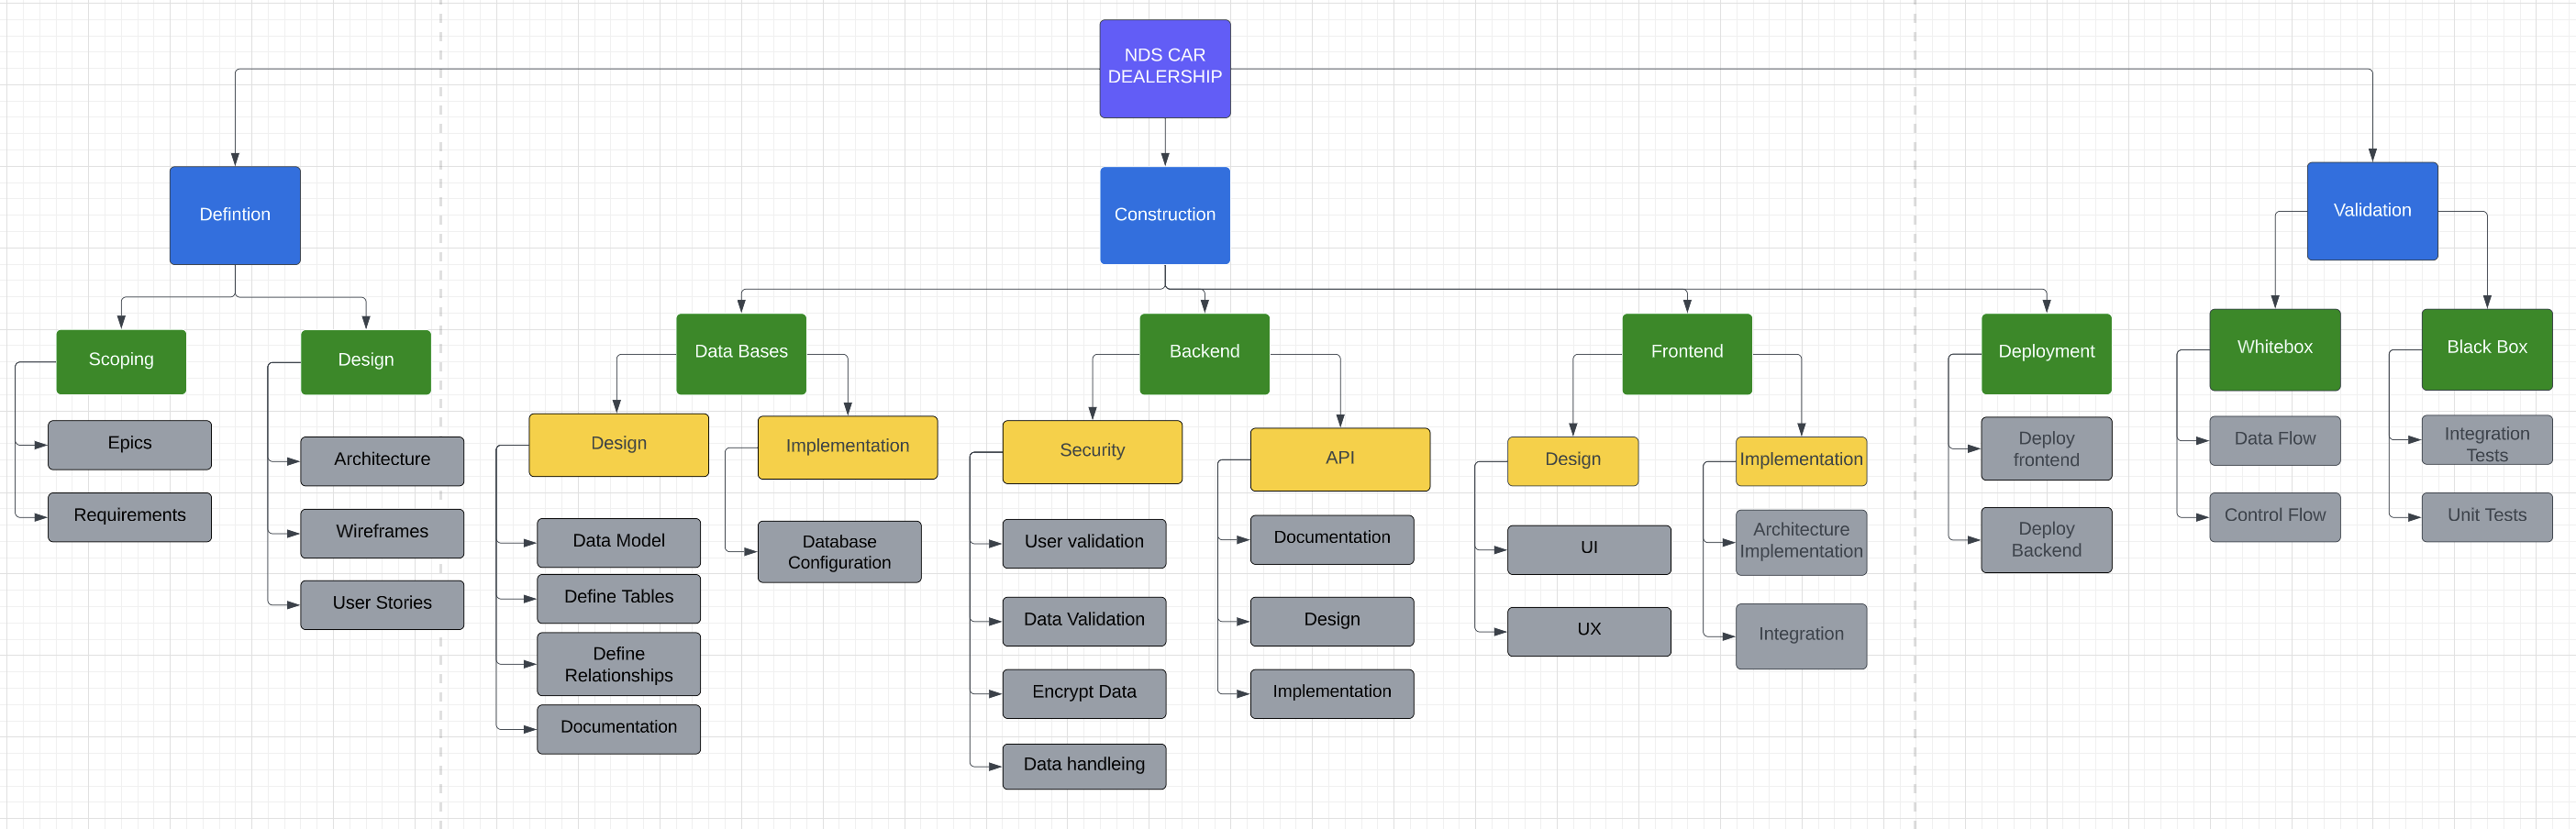 NDS CAR
DEALERSHIP
Defintion
Construction
Validation
Scoping
Design
Data Bases
Backend
Frontend
Deployment
Whitebox
Black Box
Epics
Requirements
Architecture
Wireframes
User Stories
Design
Data Model
Define Tables
Define
Relationships
Documentation
Implementation
Database
Configuration
Security
User validation
Data Validation
Encrypt Data
Data handleing
API
Documentation
Design
Implementation
Design
UI
UX
Implementation
Architecture
Implementation
Integration
Deploy
frontend
Deploy
Backend
Data Flow
Control Flow
Integration
Tests
Unit Tests